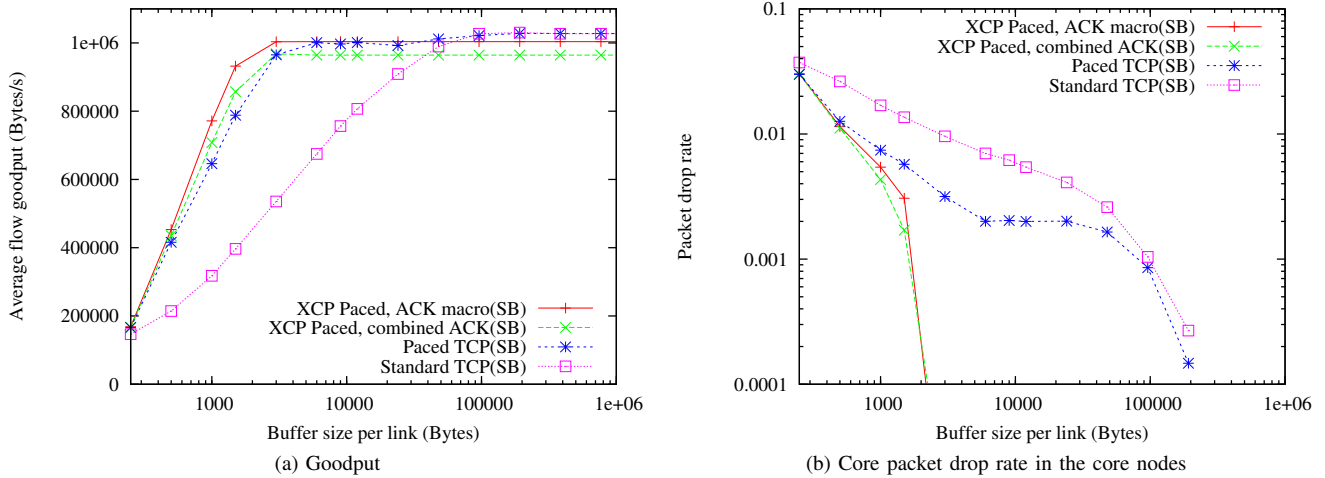 Average flow goodput (Bytes/s)
1e+06
800000
600000
400000
200000
0
XCP Paced, ACK macro(SB)
XCP Paced, combined ACK(SB)
Paced TCP(SB)
Standard TCP(SB)
1000
10000
100000
1e+06
Buffer size per link (Bytes)
(a) Goodput
Packet drop rate
0.1
0.01
0.001
0.0001
XCP Paced, ACK macro(SB)
XCP Paced, combined ACK(SB)
Paced TCP(SB)
Standard TCP(SB)
1000
10000
100000
1e+06
Buffer size per link (Bytes)
(b) Core packet drop rate in the core nodes